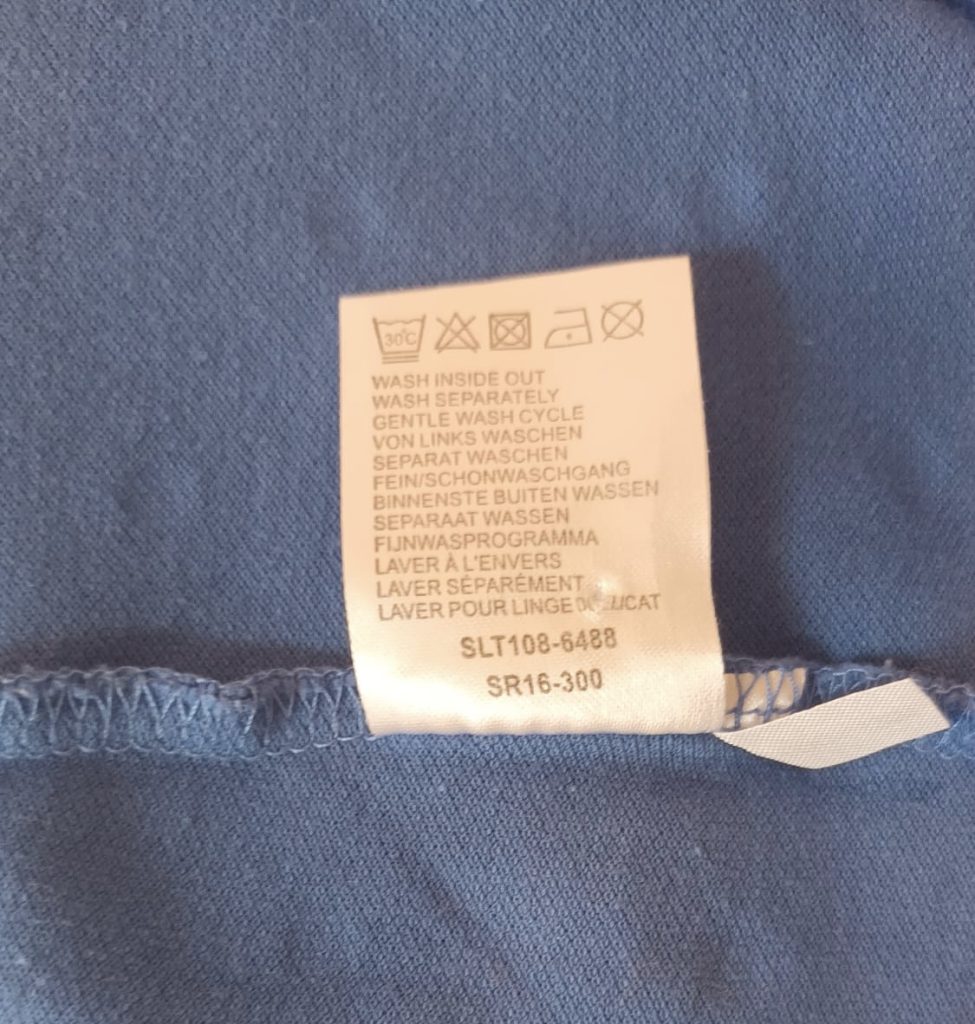 30°C
WASH INSIDE OUT
WASH SEPARATELY
GENTLE WASH CYCLE
VON LINKS WASCHEN
SEPARAT WASCHEN
FEIN/SCHONWASCHGANG
BINNENSTE BUITEN WASSEN
SEPARAAT WASSEN
FIJNWASPROGRAMMA
LAVER À L'ENVERS
LAVER SÉPARÉMENT
LAVER POUR LINGE
SLT108-6488
SR16-300